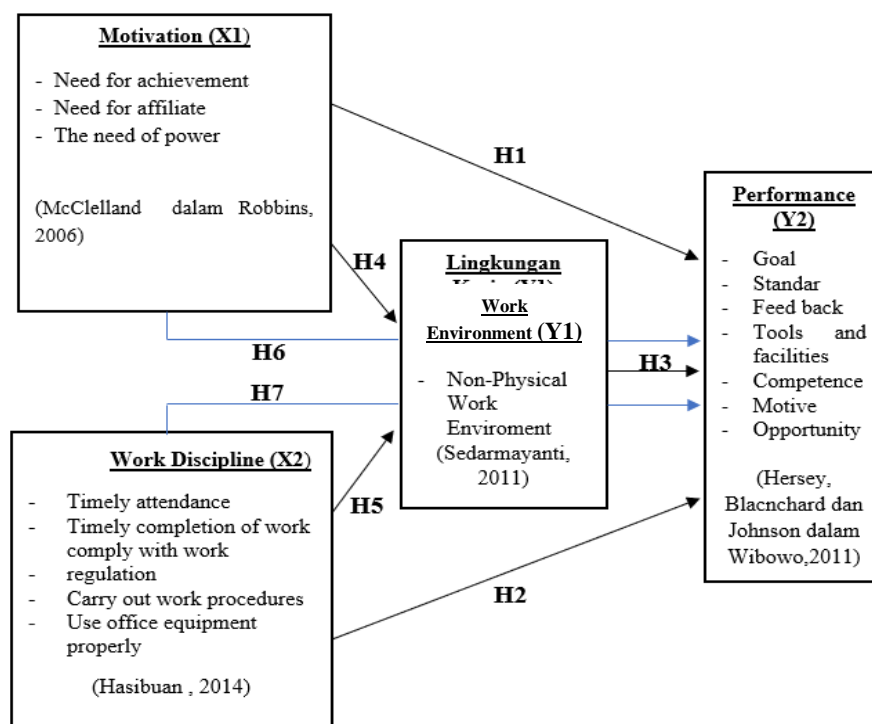 Motivation (X1)
- Need for achievement
- Need for affiliate
- The need of power
(McClelland dalam Robbins,
2006)
H1
H4
H6
H7
Work Discipline (X2)
- Timely attendance
- Timely completion of work
comply with work
- regulation
- Carry out work procedures
- Use office equipment
properly
(Hasibuan , 2014)
H5
Lingkungan
Work
Environment (Y1)
- Non-Physical
Work
Enviroment
(Sedarmayanti,
2011)
H3
H2
Performance
(Y2)
- Goal
- Standar
- Feed back
- Tools and
facilities
- Competence
- Motive
- Opportunity
(Hersey,
Blacnchard dan
Johnson dalam
Wibowo,2011)